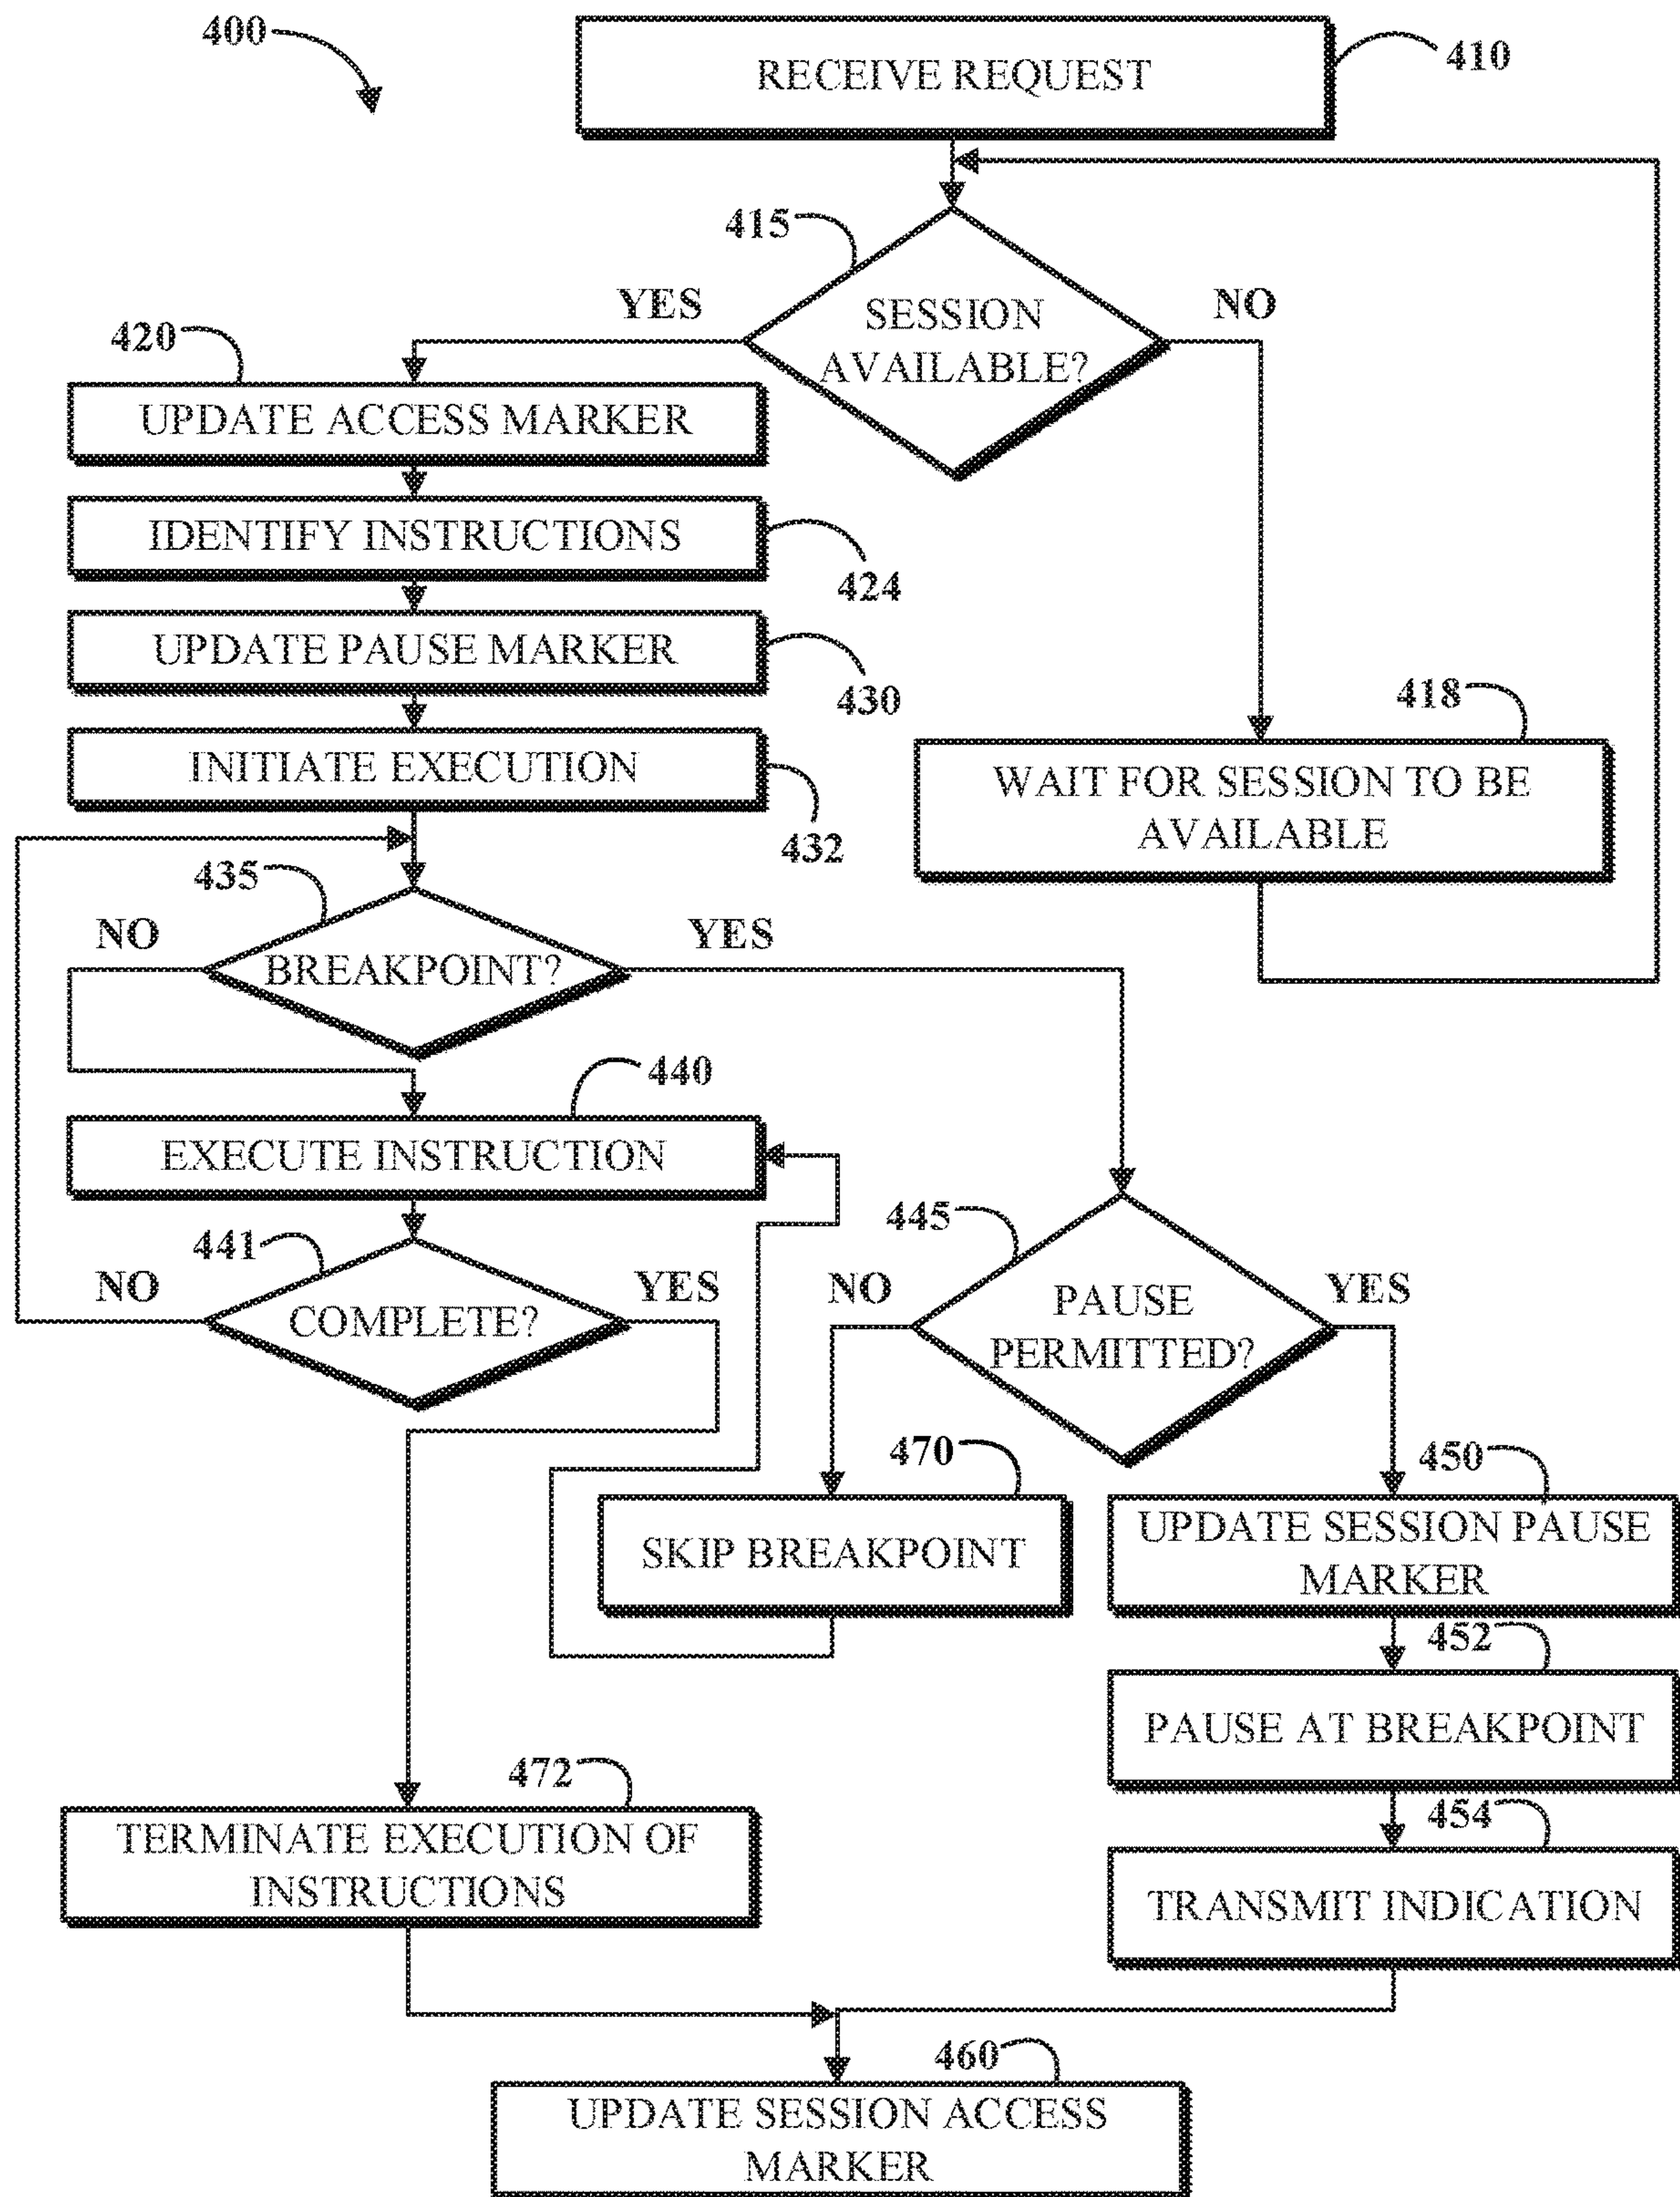 400
RECEIVE REQUEST
410
415
YES
SESSION
AVAILABLE?
NO
420
UPDATE ACCESS MARKER
IDENTIFY INSTRUCTIONS
424
UPDATE PAUSE MARKER
430
418
INITIATE EXECUTION
432
WAIT FOR SESSION TO BE
AVAILABLE
435
NO
BREAKPOINT?
YES
440
EXECUTE INSTRUCTION
441
NO
COMPLETE?
YES
445
NO
PAUSE
PERMITTED?
YES
470
SKIP BREAKPOINT
450
UPDATE SESSION PAUSE
MARKER
452
PAUSE AT BREAKPOINT
472
TERMINATE EXECUTION OF
INSTRUCTIONS
454
TRANSMIT INDICATION
460
UPDATE SESSION ACCESS
MARKER